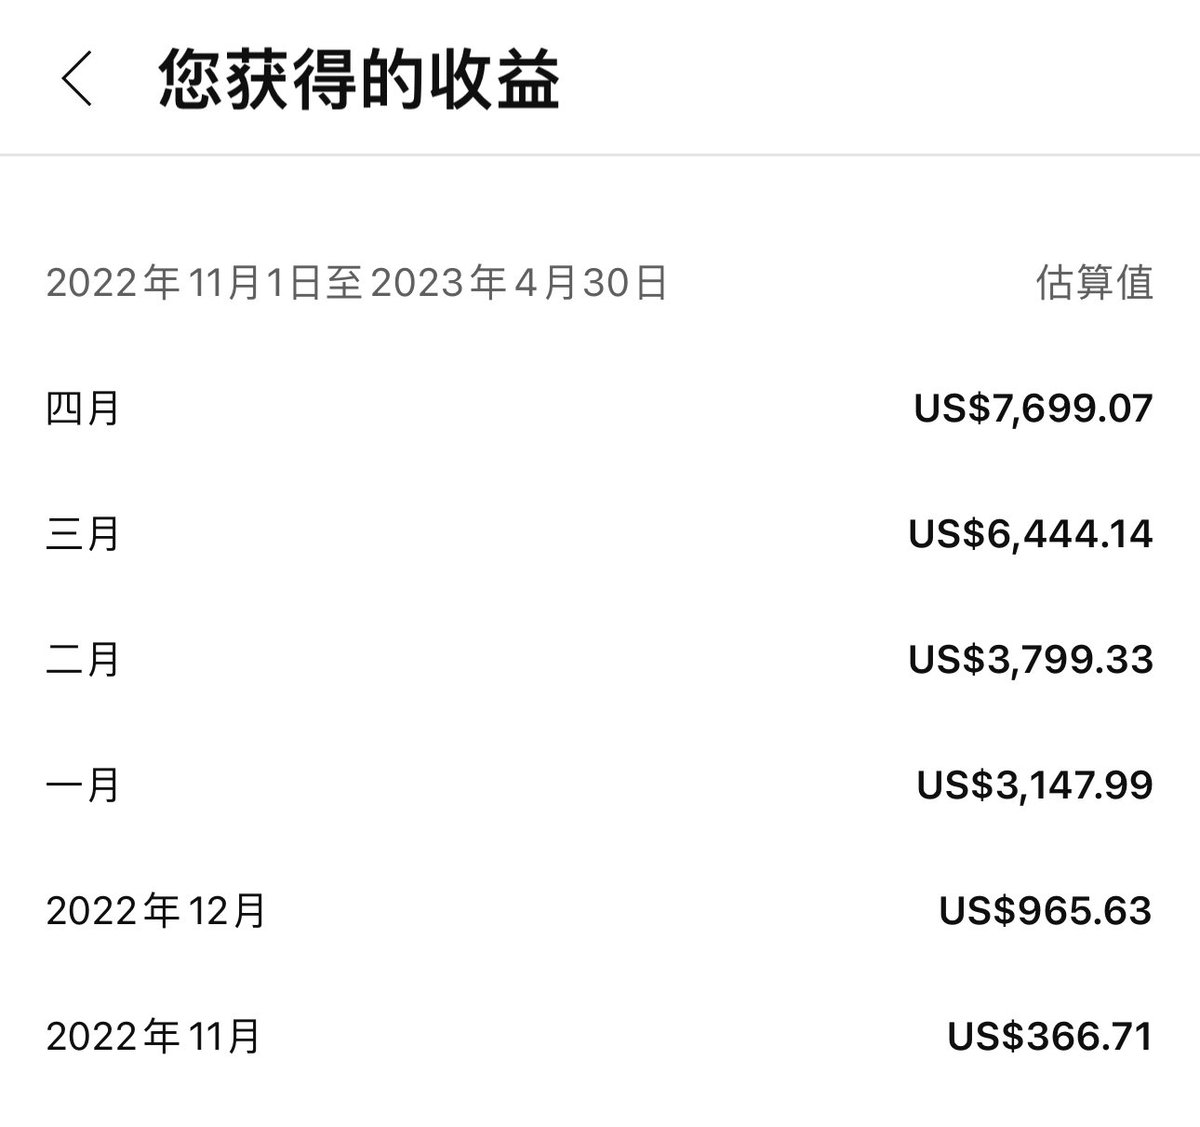 您获得的收益
2022年11月1日至2023年4月30日 估算值
四月 US$7,699.07
三月 US$6,444.14
二月 US$3,799.33
一月 US$3,147.99
2022年12月 US$965.63
2022年11月 US$366.71